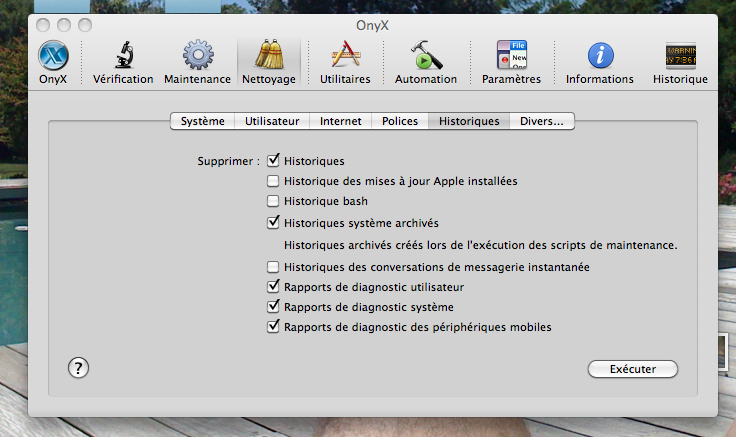 OnyX
OnyX Vérification Maintenance Nettoyage Utilitaires Automation Paramètres Informations Historique
File
New
WARNIN
Système Utilisateur Internet Polices Historiques Divers...
Supprimer : Historiques
Historique des mises à jour Apple installées
Historique bash
Historiques système archivés
Historiques archivés créés lors de l'exécution des scripts de maintenance.
Historiques des conversations de messagerie instantanée
Rapports de diagnostic utilisateur
Rapports de diagnostic système
Rapports de diagnostic des périphériques mobiles
? Exécuter